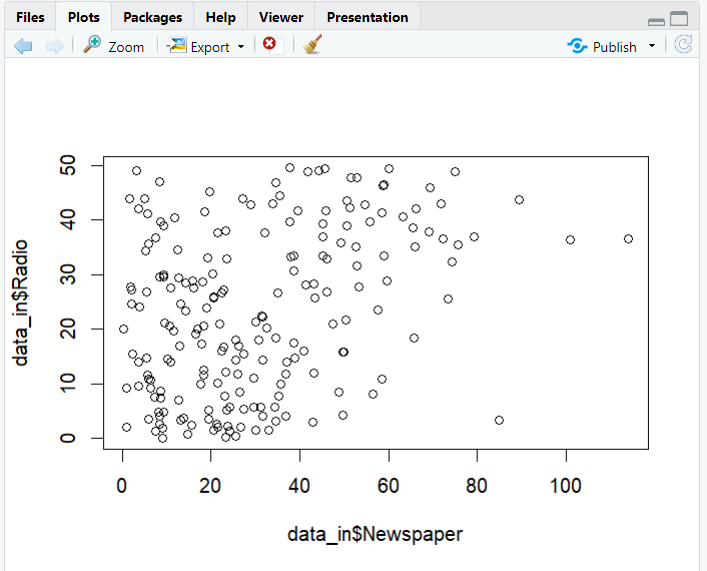 Files Plots Packages Help Viewer Presentation
Zoom Export Publish
50
40
30
20
10
0
data_in$Radio
0 20 40 60 80 100
data_in$Newspaper